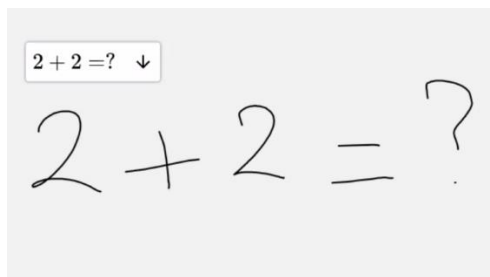 2 + 2 =? ↓
2 + 2 = ?